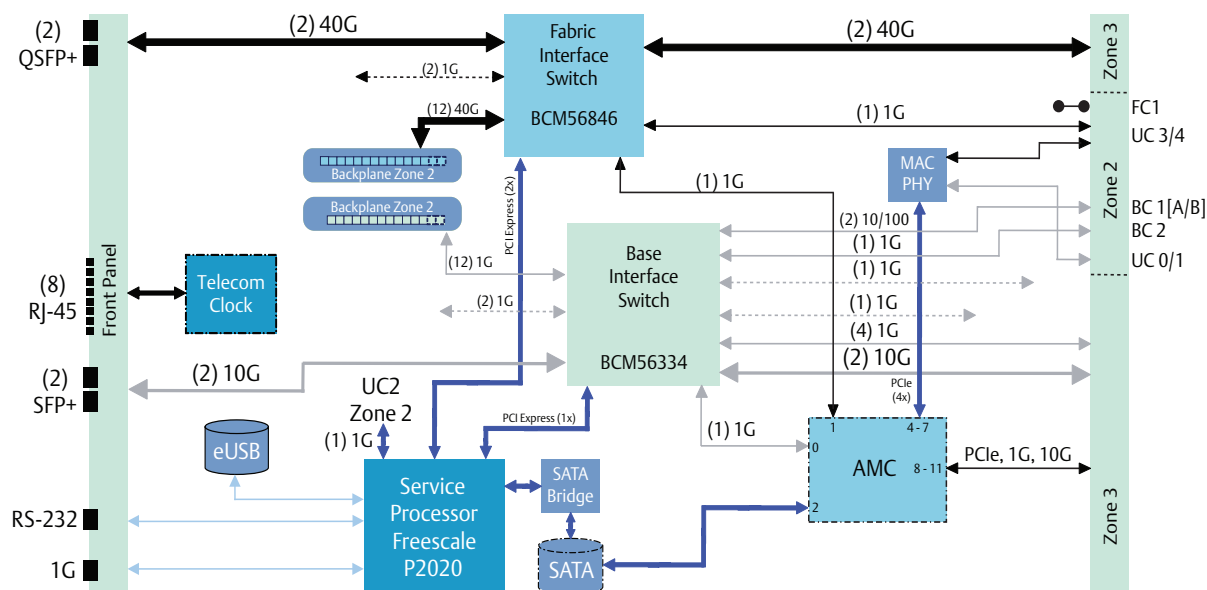 (2)
QSFP+
(2) 40G
Fabric
Interface
Switch
BCM56846
(2) 40G
Zone 3
(2) 1G
(12) 40G
Backplane Zone 2
Backplane Zone 2
PCI Express (2x)
(1) 1G
FC1
UC 3/4
MAC
PHY
(1) 1G
Zone 2
(2) 10/100
BC 1[A/B]
BC 2
UC 0/1
(1) 1G
(1) 1G
(1) 1G
(4) 1G
(2) 10G
Base
Interface
Switch
BCM56334
(12) 1G
(2) 1G
(8)
RJ-45
Front Panel
Telecom
Clock
(2)
SFP+
(2) 10G
UC2
Zone 2
(1) 1G
PCI Express (1x)
(1) 1G
PCIe
(4x)
1
4 - 7
0
AMC
8 - 11
2
PCIe, 1G, 10G
Zone 3
eUSB
Service
Processor
Freescale
P2020
SATA
Bridge
SATA
RS-232
1G